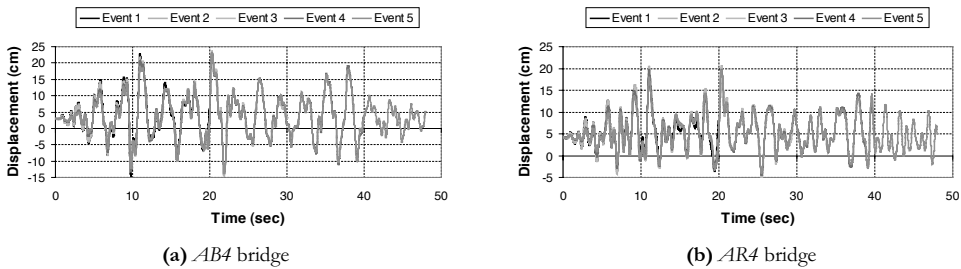 Event 1 Event 2 Event 3 Event 4 Event 5
25
20
15
10
5
0
-5
-10
-15
0 10 20 30 40 50
Displacement (cm)
Time (sec)
(a) AB4 bridge
Event 1 Event 2 Event 3 Event 4 Event 5
25
20
15
10
5
0
-5
0 10 20 30 40 50
Displacement (cm)
Time (sec)
(b) AR4 bridge